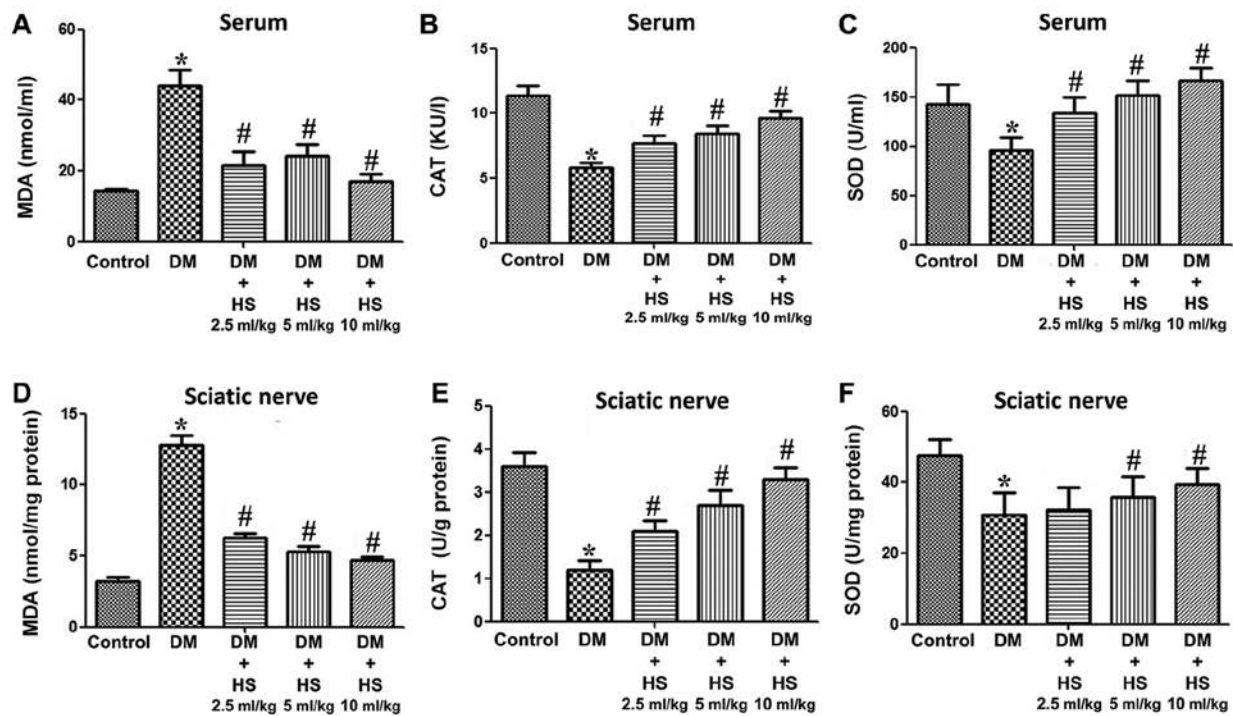 A
Serum
MDA (nmol/ml)
60
40
20
0
*
#
#
#
Control
DM
DM + HS 2.5 ml/kg
DM + HS 5 ml/kg
DM + HS 10 ml/kg
B
Serum
CAT (KU/l)
15
10
5
0
*
#
#
#
Control
DM
DM + HS 2.5 ml/kg
DM + HS 5 ml/kg
DM + HS 10 ml/kg
C
Serum
SOD (U/ml)
200
150
100
50
0
*
#
#
#
Control
DM
DM + HS 2.5 ml/kg
DM + HS 5 ml/kg
DM + HS 10 ml/kg
D
Sciatic nerve
MDA (nmol/mg protein)
15
10
5
0
*
#
#
#
Control
DM
DM + HS 2.5 ml/kg
DM + HS 5 ml/kg
DM + HS 10 ml/kg
E
Sciatic nerve
CAT (U/g protein)
5
4
3
2
1
0
*
#
#
#
Control
DM
DM + HS 2.5 ml/kg
DM + HS 5 ml/kg
DM + HS 10 ml/kg
F
Sciatic nerve
SOD (U/mg protein)
60
40
20
0
*
#
#
Control
DM
DM + HS 2.5 ml/kg
DM + HS 5 ml/kg
DM + HS 10 ml/kg